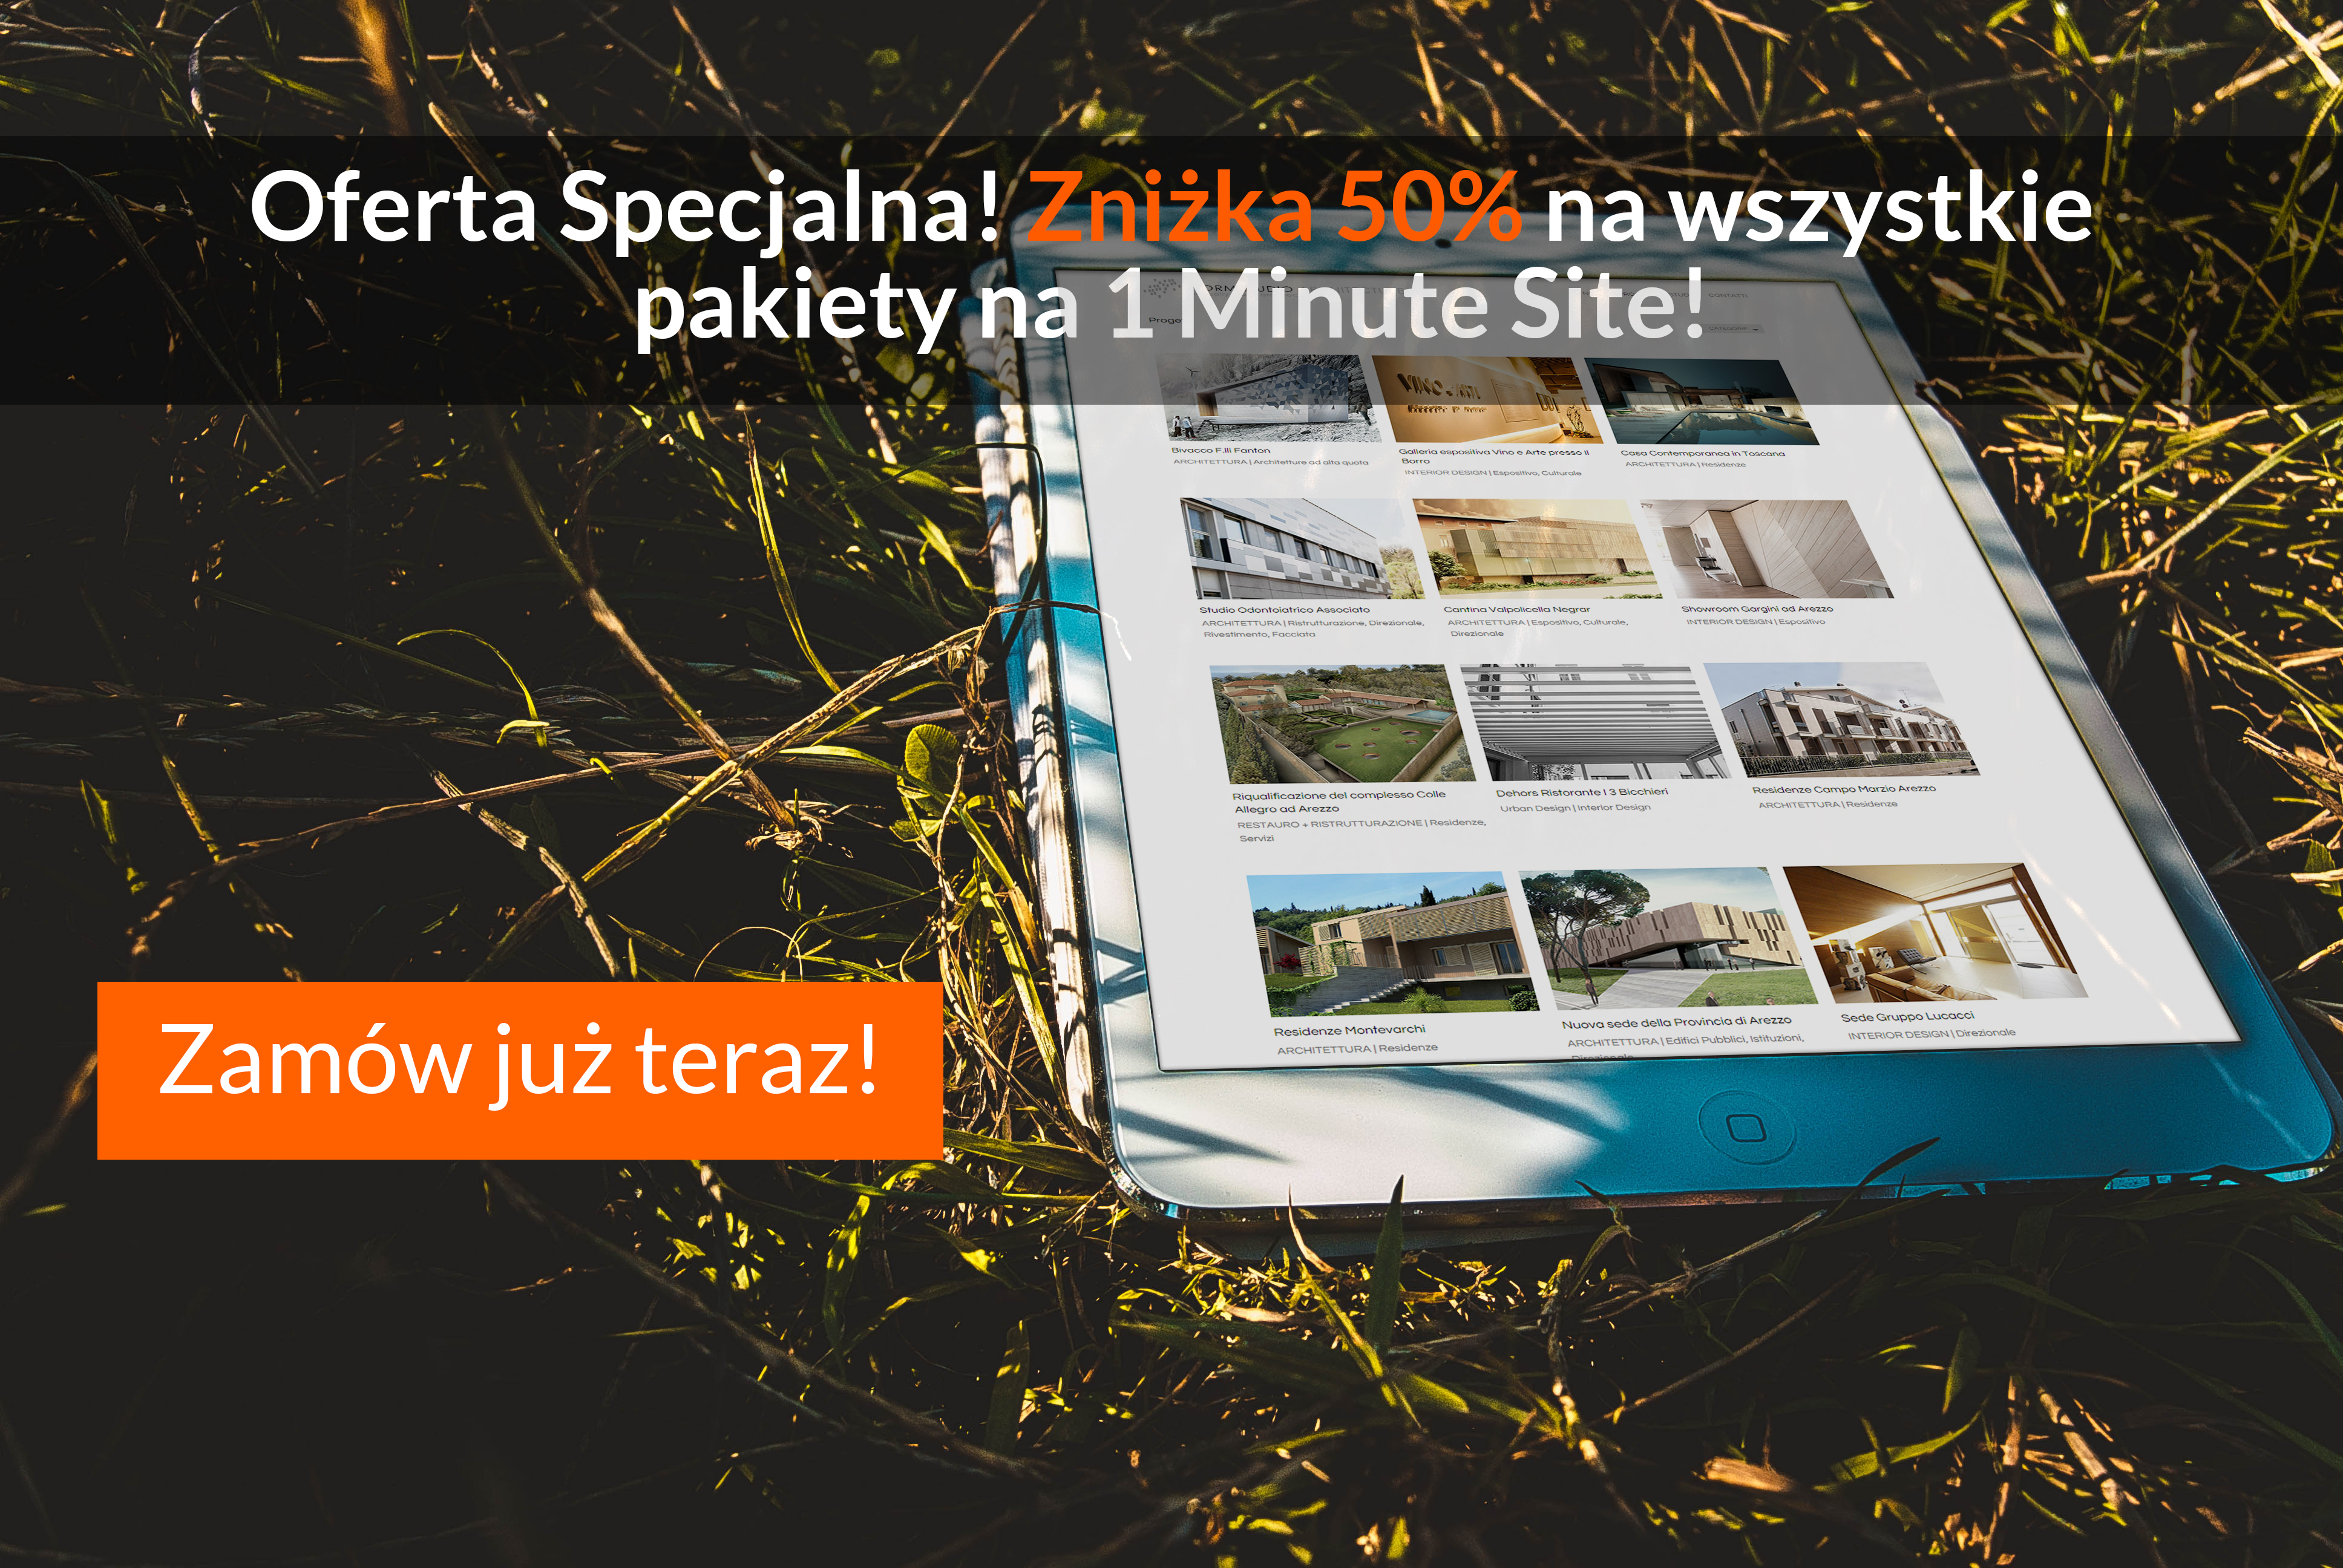 Oferta Specjalna! Zniżka 50% na wszystkie
pakiety na 1 Minute Site!
CONTATTI
Bivacco F.lli Fanton
ARCHITETTURA | Architetture ad alta quota
Galleria espositiva Vino e Arte presso Il
Borro
INTERIOR DESIGN | Espositivo, Culturale
Casa Contemporanea in Toscana
ARCHITETTURA | Residenze
Studio Odontoiatrico Associato
ARCHITETTURA | Ristrutturazione, Direzionale,
Rivestimento, Facciata
Cantina Valpolicella Negrar
ARCHITETTURA | Espositivo, Culturale,
Direzionale
Showroom Gargini ad Arezzo
INTERIOR DESIGN | Espositivo
Riqualificazione del complesso Colle
Allegro ad Arezzo
RESTAURO + RISTRUTTURAZIONE | Residenze,
Servizi
Dehors Ristorante I 3 Bicchieri
Urban Design | Interior Design
Residenze Campo Marzio Arezzo
ARCHITETTURA | Residenze
Residenze Montevarchi
ARCHITETTURA | Residenze
Nuova sede della Provincia di Arezzo
ARCHITETTURA | Edifici Pubblici, Istituzioni,
Direzionale
Sede Gruppo Lucacci
INTERIOR DESIGN | Direzionale
Zamów już teraz!